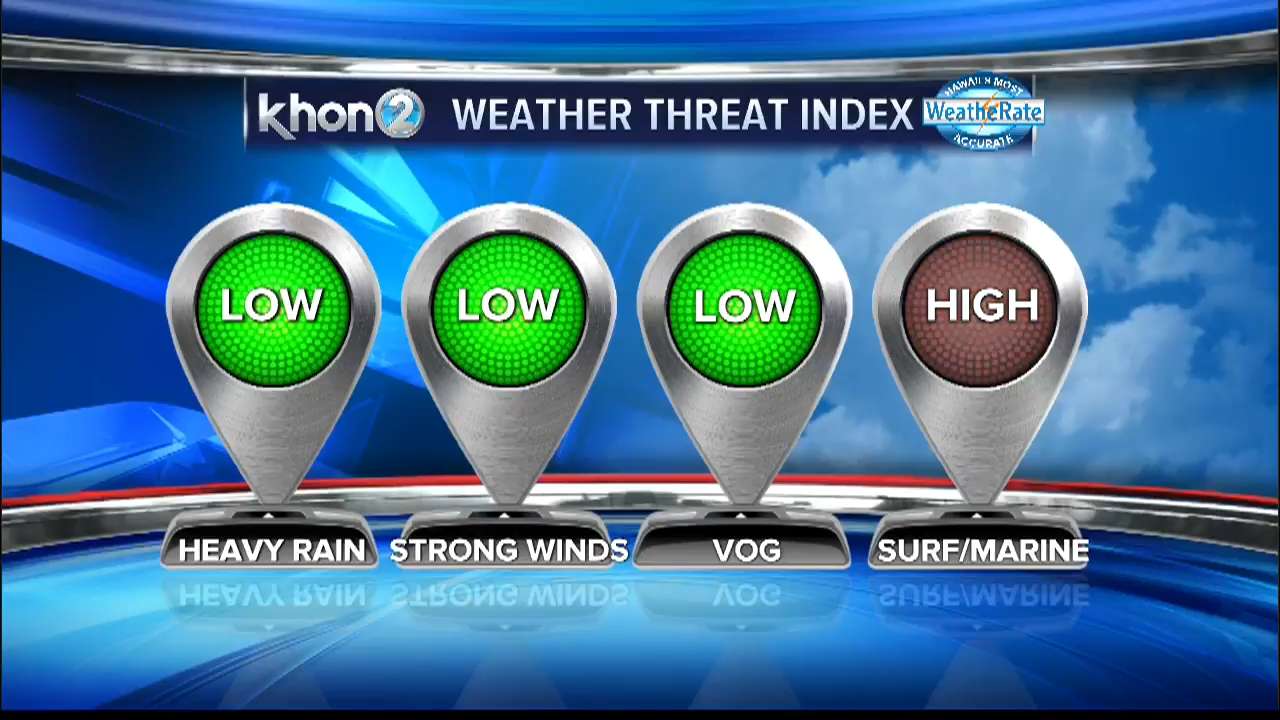 khon2 WEATHER THREAT INDEX
HAWAII'S MOST
WeatheRate
ACCURATE
LOW LOW LOW HIGH
HEAVY RAIN STRONG WINDS VOG SURF/MARINE